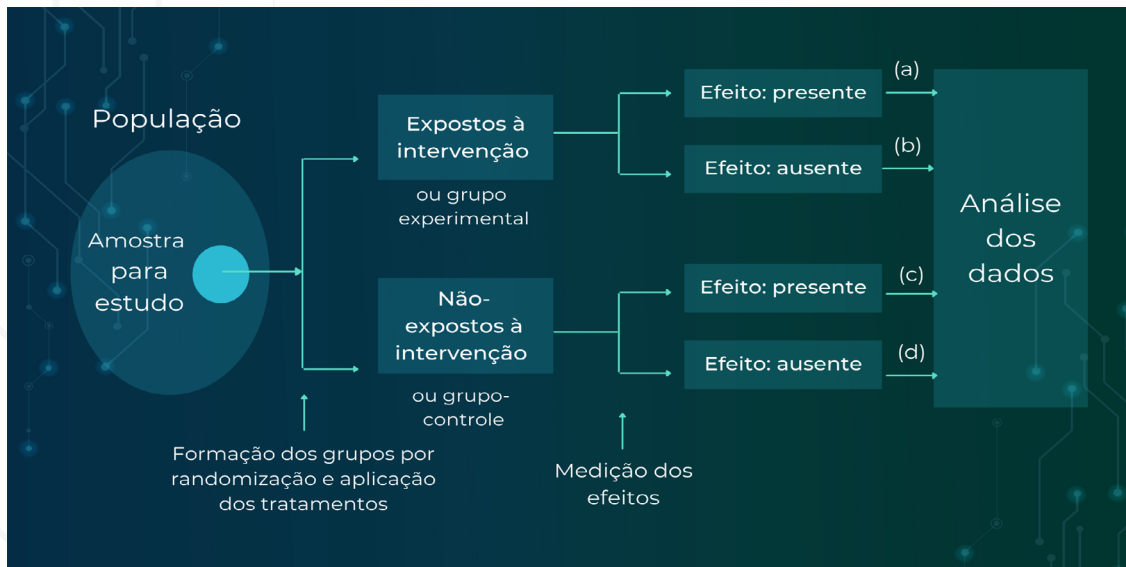 População
Amostra
para
estudo
Formação dos grupos por
randomização e aplicação
dos tratamentos
Expostos à
intervenção
ou grupo
experimental
Não-
expostos à
intervenção
ou grupo-
controle
Medição dos
efeitos
Efeito: presente
(a)
Efeito: ausente
(b)
Efeito: presente
(c)
Efeito: ausente
(d)
Análise
dos
dados